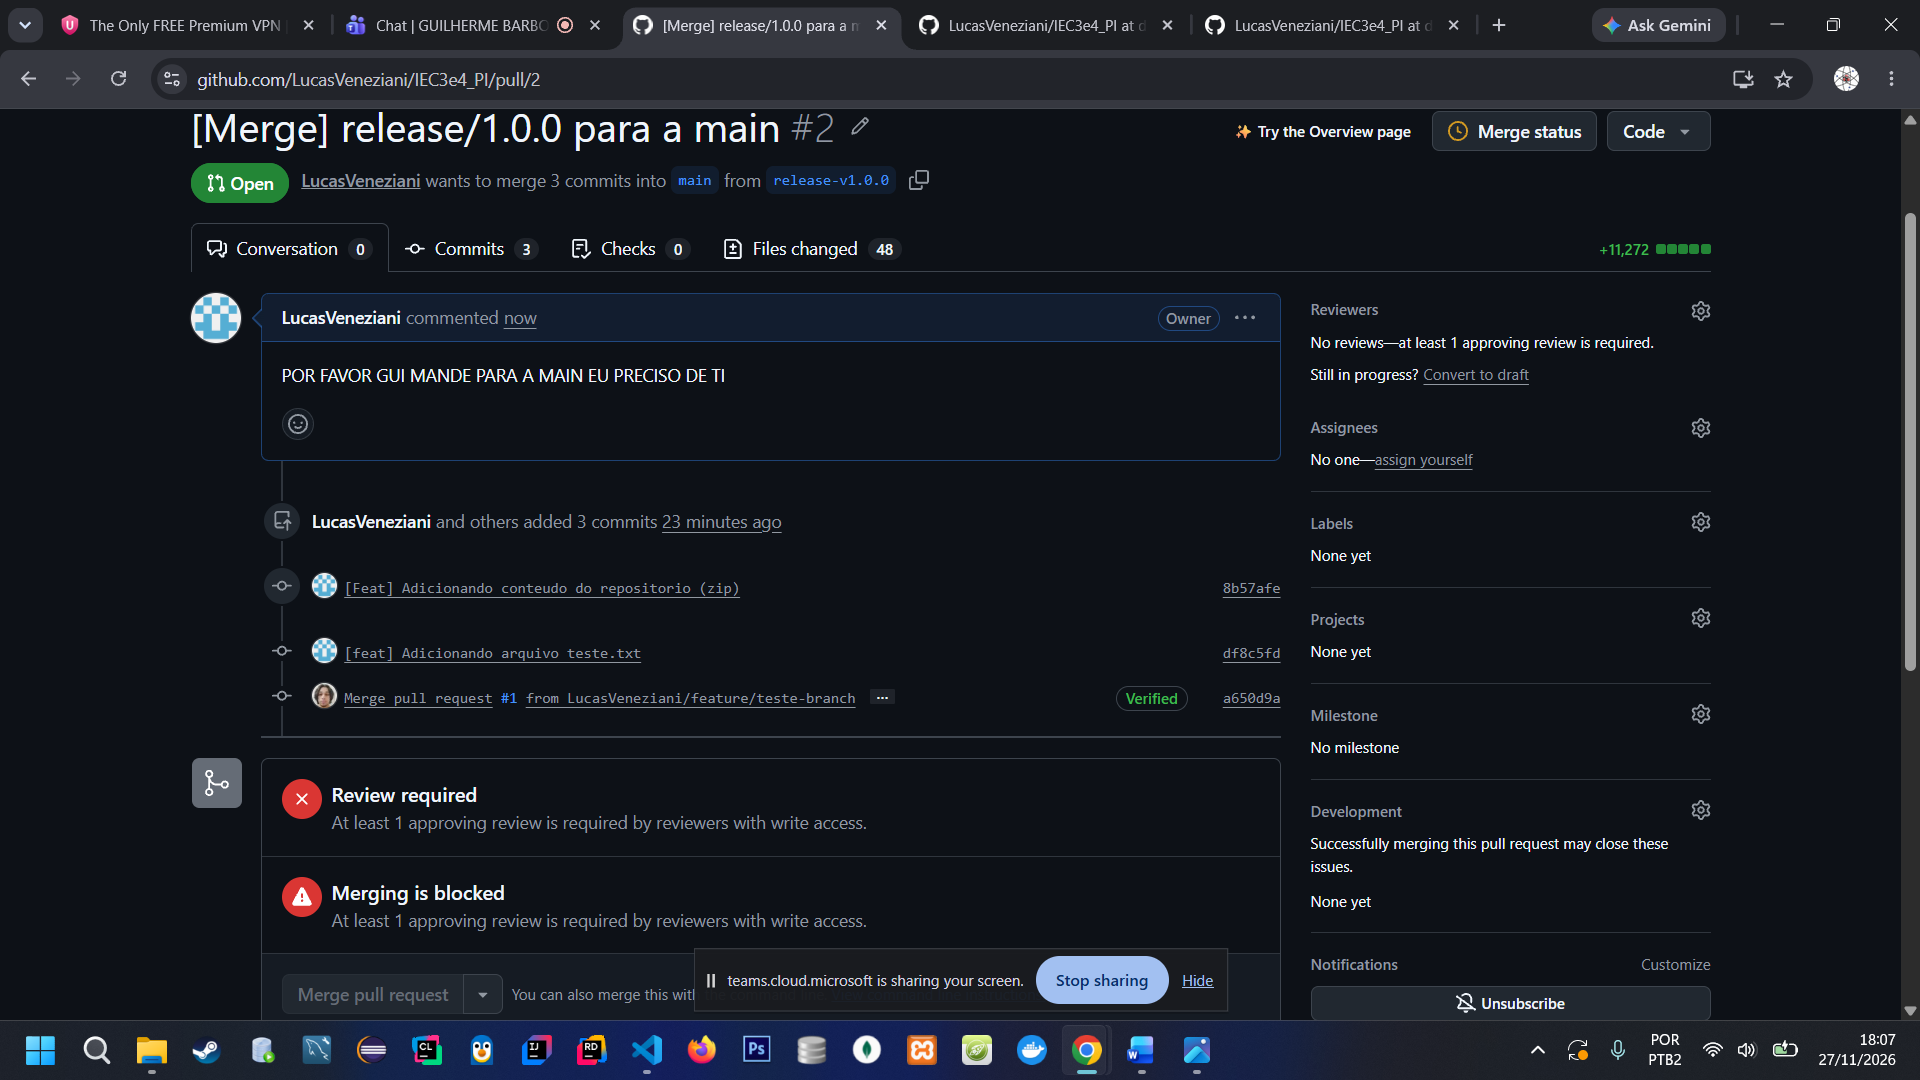 The Only FREE Premium VPN
Chat | GUILHERME BARBO
[Merge] release/1.0.0 para a m
LucasVeneziani/IEC3e4_PI at d
LucasVeneziani/IEC3e4_PI at d
Ask Gemini
github.com/LucasVeneziani/IEC3e4_PI/pull/2
[Merge] release/1.0.0 para a main #2
Try the Overview page
Merge status
Code
Open
LucasVeneziani wants to merge 3 commits into main from release-v1.0.0
Conversation 0
Commits 3
Checks 0
Files changed 48
+11,272
LucasVeneziani commented now
Owner
POR FAVOR GUI MANDE PARA A MAIN EU PRECISO DE TI
LucasVeneziani and others added 3 commits 23 minutes ago
[Feat] Adicionando conteudo do repositorio (zip)
8b57afe
[feat] Adicionando arquivo teste.txt
df8c5fd
Merge pull request #1 from LucasVeneziani/feature/teste-branch
Verified
a650d9a
Review required
At least 1 approving review is required by reviewers with write access.
Merging is blocked
At least 1 approving review is required by reviewers with write access.
Merge pull request
You can also merge this with
teams.cloud.microsoft is sharing your screen.
Stop sharing
Hide
Reviewers
No reviews—at least 1 approving review is required.
Still in progress? Convert to draft
Assignees
No one—assign yourself
Labels
None yet
Projects
None yet
Milestone
No milestone
Development
Successfully merging this pull request may close these
issues.
None yet
Notifications
Customize
Unsubscribe
CL
IJ
RD
Ps
W
POR
PTB2
18:07
27/11/2026